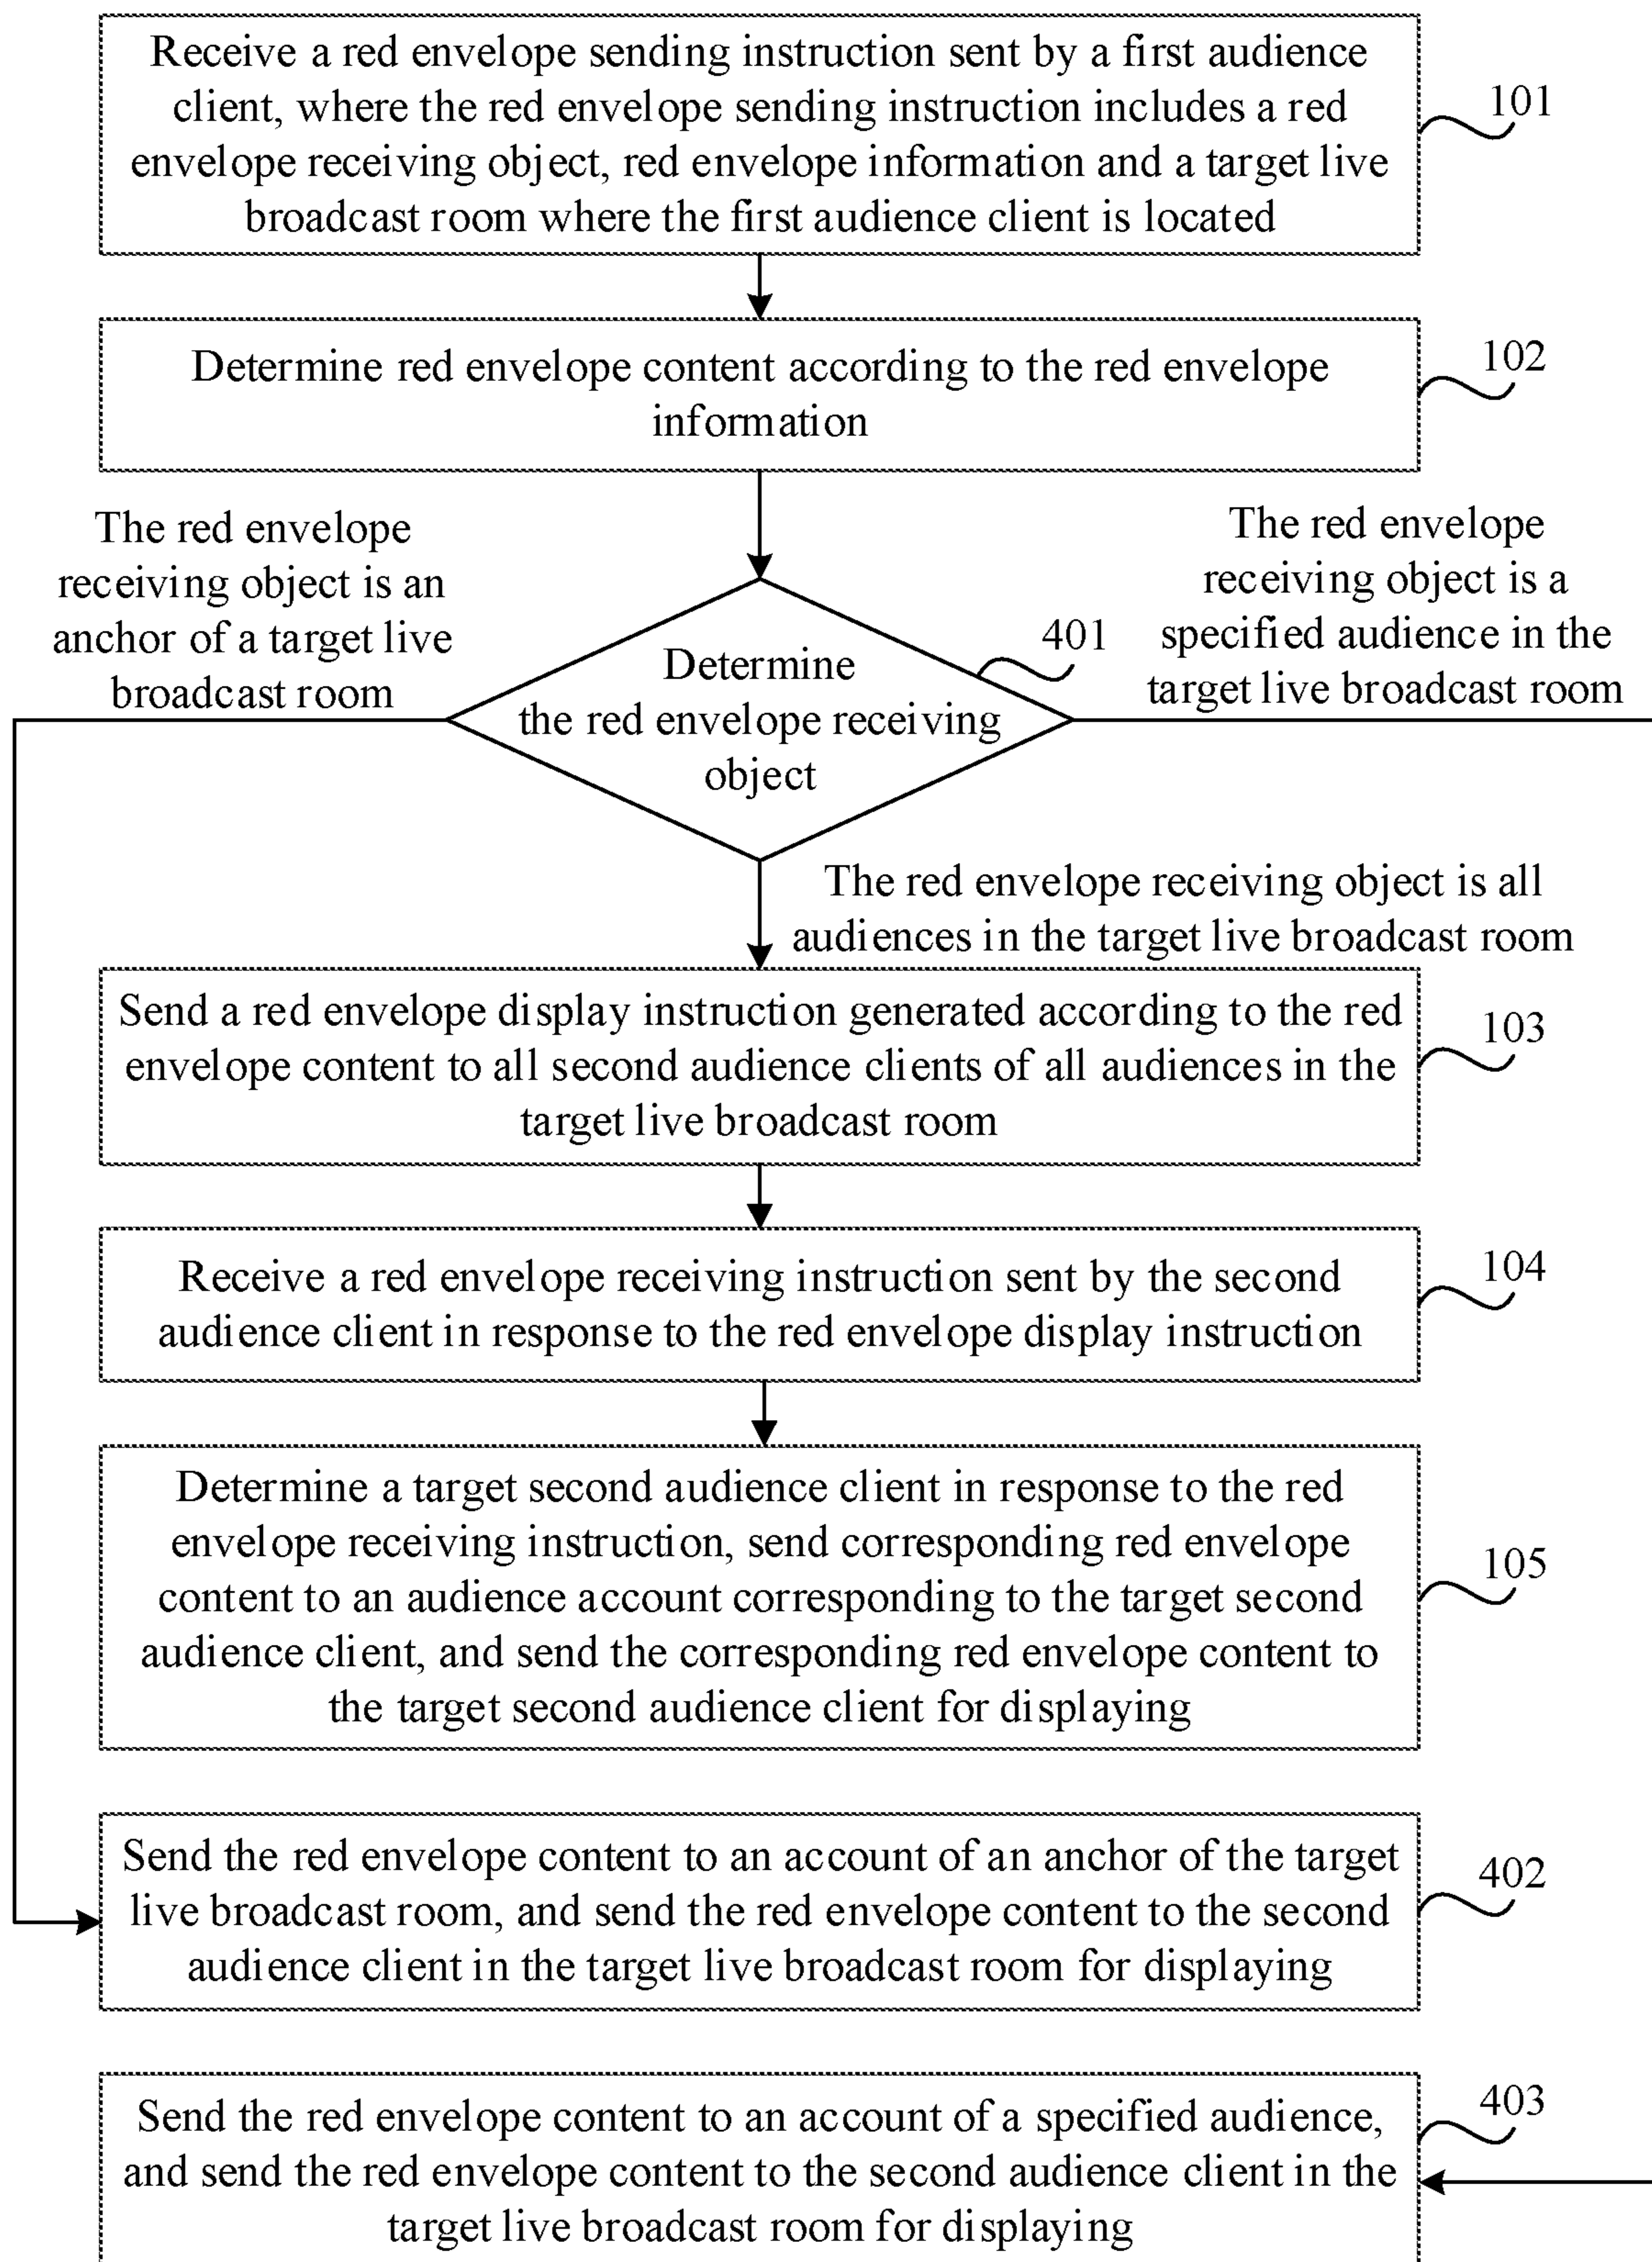 Receive a red envelope sending instruction sent by a first audience
client, where the red envelope sending instruction includes a red
envelope receiving object, red envelope information and a target live
broadcast room where the first audience client is located
101
Determine red envelope content according to the red envelope
information
102
The red envelope
receiving object is an
anchor of a target live
broadcast room
The red envelope
receiving object is a
specified audience in the
target live broadcast room
401
Determine
the red envelope receiving
object
The red envelope receiving object is all
audiences in the target live broadcast room
Send a red envelope display instruction generated according to the red
envelope content to all second audience clients of all audiences in the
target live broadcast room
103
Receive a red envelope receiving instruction sent by the second
audience client in response to the red envelope display instruction
104
Determine a target second audience client in response to the red
envelope receiving instruction, send corresponding red envelope
content to an audience account corresponding to the target second
audience client, and send the corresponding red envelope content to
the target second audience client for displaying
105
Send the red envelope content to an account of an anchor of the target
live broadcast room, and send the red envelope content to the second
audience client in the target live broadcast room for displaying
402
Send the red envelope content to an account of a specified audience,
and send the red envelope content to the second audience client in the
target live broadcast room for displaying
403